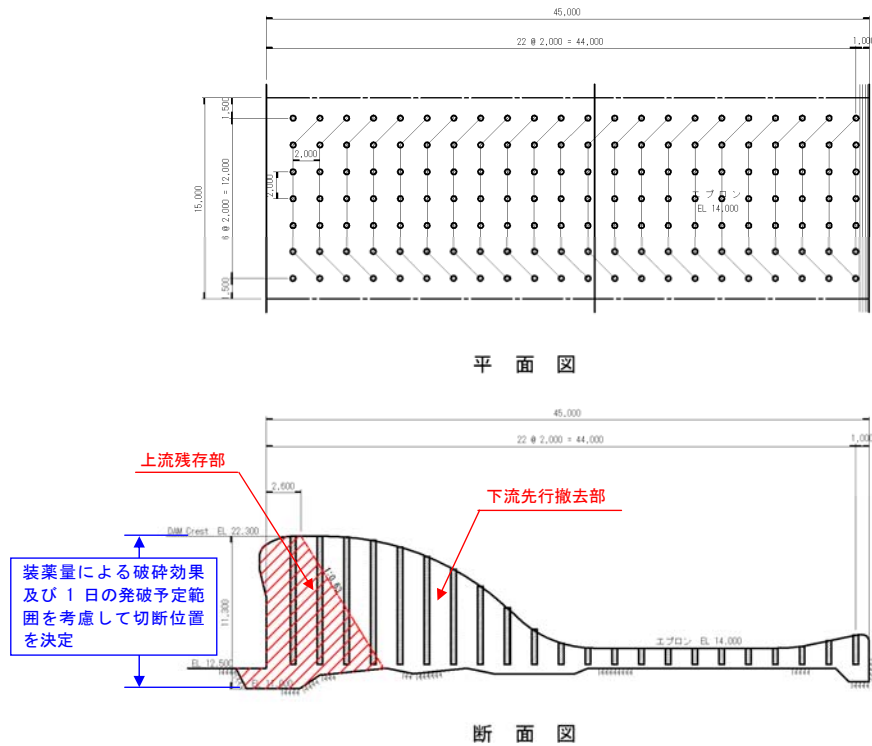 45,000
22 @ 2,000 = 44,000
1,000
1,500
2,000
2,000
15,000
6 @ 2,000 = 12,000
1,500
エプロン
EL 14,000
平 面 図
45,000
22 @ 2,000 = 44,000
1,000
上流残存部
下流先行撤去部
2,600
DAM Crest EL 22,300
装薬量による破砕効果
及び 1 日の発破予定範
囲を考慮して切断位置
を決定
11,300
1:0.63
エプロン EL 14,000
EL 12,500
断 面 図